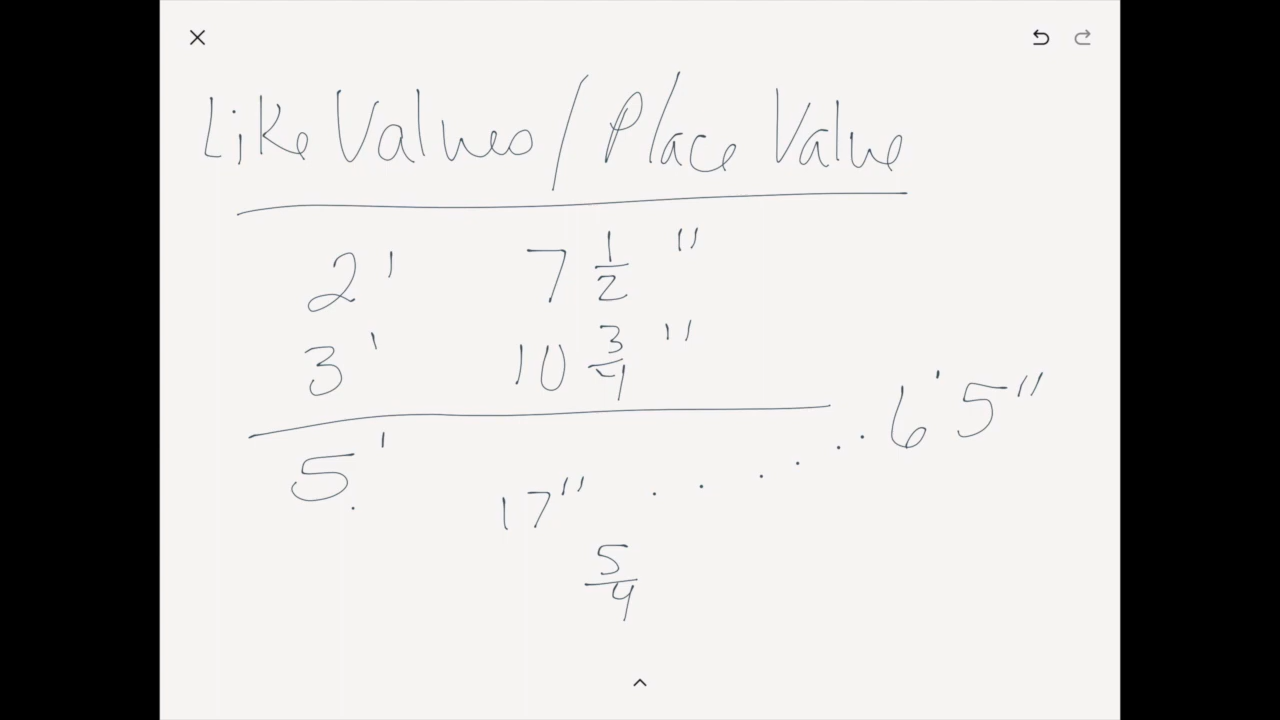 Like Values / Place Value
2' 7 1/2 "
3' 10 3/4 "
5' 17" . . . . . . 6' 5"
5/4